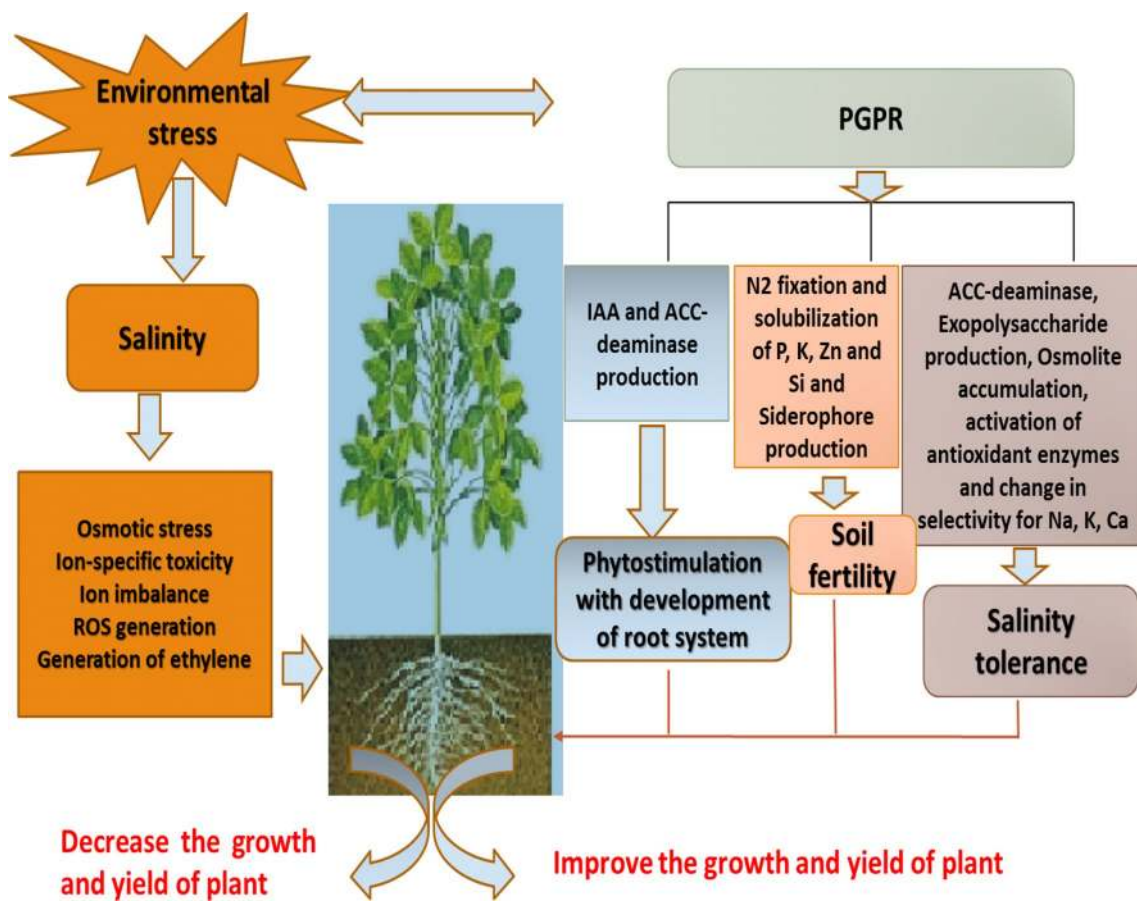 Environmental
stress
PGPR
Salinity
Osmotic stress
Ion-specific toxicity
Ion imbalance
ROS generation
Generation of ethylene
IAA and ACC-
deaminase
production
N2 fixation and
solubilization
of P, K, Zn and
Si and
Siderophore
production
ACC-deaminase,
Exopolysaccharide
production, Osmolite
accumulation,
activation of
antioxidant enzymes
and change in
selectivity for Na, K, Ca
Phytostimulation
with development
of root system
Soil
fertility
Salinity
tolerance
Decrease the growth
and yield of plant
Improve the growth and yield of plant